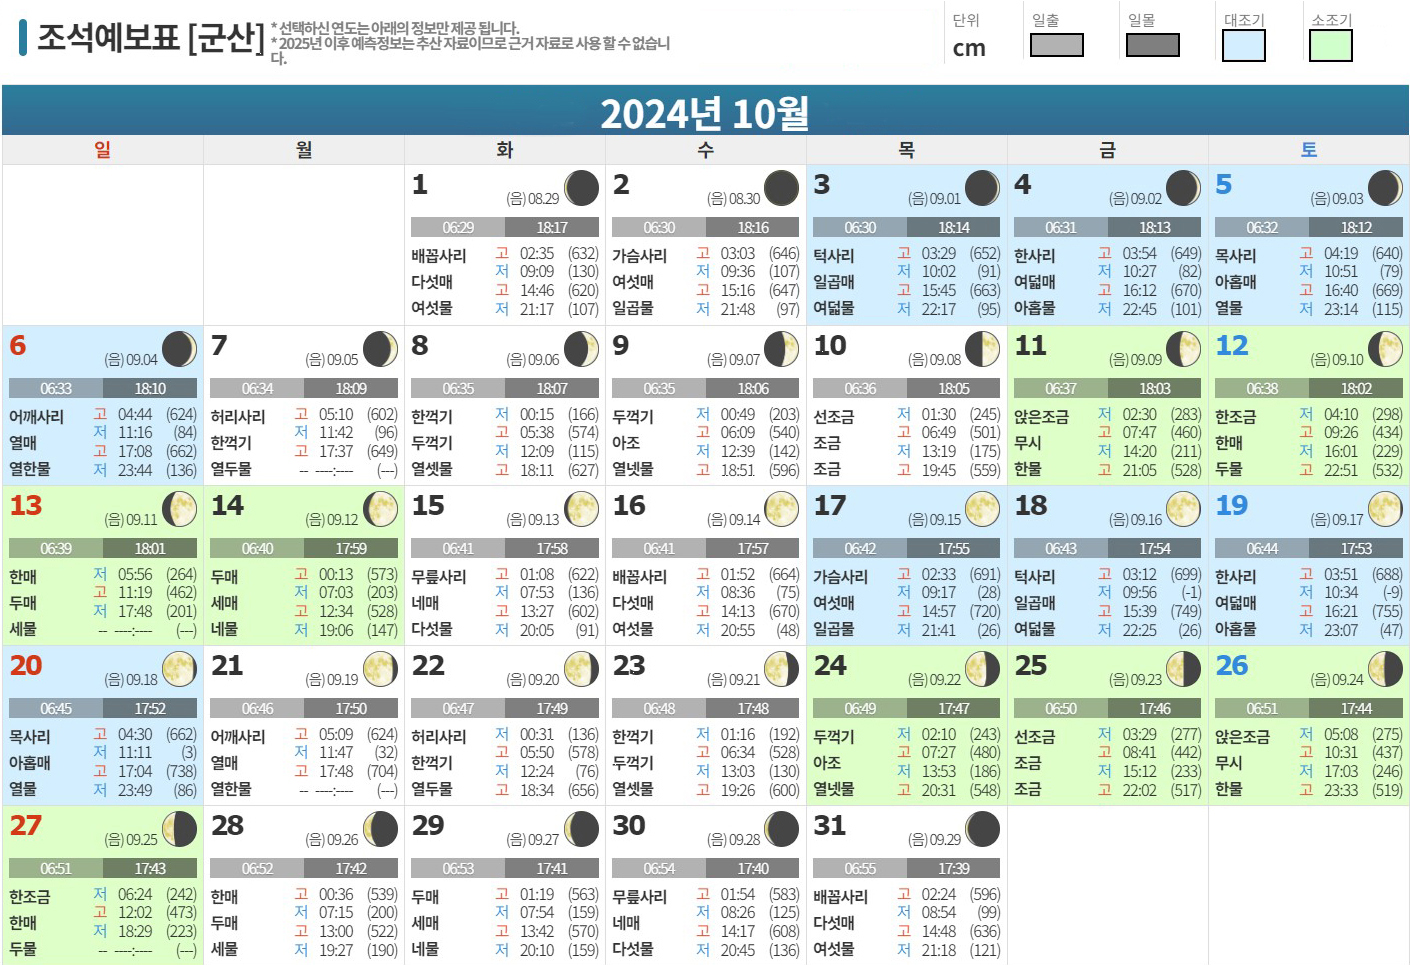 조석예보표 [군산]
* 선택하신 연도는 아래의 정보만 제공 됩니다.
* 2025년 이후 예측정보는 추산 자료이므로 근거 자료로 사용 할 수 없습니
다.
단위 일출 일몰 대조기 소조기
cm
2024년 10월
일 월 화 수 목 금 토
1
(음) 08.29
06:29 18:17
배꼽사리 고 02:35 (632)
다섯매 저 09:09 (130)
고 14:46 (620)
여섯물 저 21:17 (107)
2
(음) 08.30
06:30 18:16
가슴사리 고 03:03 (646)
여섯매 저 09:36 (107)
고 15:16 (647)
일곱물 저 21:48 (97)
3
(음) 09.01
06:30 18:14
턱사리 고 03:29 (652)
일곱매 저 10:02 (91)
고 15:45 (663)
여덟물 저 22:17 (95)
4
(음) 09.02
06:31 18:13
한사리 고 03:54 (649)
여덟매 저 10:27 (82)
고 16:12 (670)
아홉물 저 22:45 (101)
5
(음) 09.03
06:32 18:12
목사리 고 04:19 (640)
아홉매 저 10:51 (79)
고 16:40 (669)
열물 저 23:14 (115)
6
(음) 09.04
06:33 18:10
어깨사리 고 04:44 (624)
열매 저 11:16 (84)
고 17:08 (662)
열한물 저 23:44 (136)
7
(음) 09.05
06:34 18:09
허리사리 고 05:10 (602)
한꺽기 저 11:42 (96)
고 17:37 (649)
열두물 -- ----:---- (---)
8
(음) 09.06
06:35 18:07
한꺽기 저 00:15 (166)
두꺽기 고 05:38 (574)
저 12:09 (115)
열셋물 고 18:11 (627)
9
(음) 09.07
06:35 18:06
두꺽기 저 00:49 (203)
아조 고 06:09 (540)
저 12:39 (142)
열넷물 고 18:51 (596)
10
(음) 09.08
06:36 18:05
선조금 저 01:30 (245)
조금 고 06:49 (501)
저 13:19 (175)
조금 고 19:45 (559)
11
(음) 09.09
06:37 18:03
앉은조금 저 02:30 (283)
무시 고 07:47 (460)
저 14:20 (211)
한물 고 21:05 (528)
12
(음) 09.10
06:38 18:02
한조금 저 04:10 (298)
한매 고 09:26 (434)
저 16:01 (229)
두물 고 22:51 (532)
13
(음) 09.11
06:39 18:01
한매 저 05:56 (264)
두매 고 11:19 (462)
저 17:48 (201)
세물 -- ----:---- (---)
14
(음) 09.12
06:40 17:59
두매 고 00:13 (573)
세매 저 07:03 (203)
고 12:34 (528)
네물 저 19:06 (147)
15
(음) 09.13
06:41 17:58
무릎사리 고 01:08 (622)
네매 저 07:53 (136)
고 13:27 (602)
다섯물 저 20:05 (91)
16
(음) 09.14
06:41 17:57
배꼽사리 고 01:52 (664)
다섯매 저 08:36 (75)
고 14:13 (670)
여섯물 저 20:55 (48)
17
(음) 09.15
06:42 17:55
가슴사리 고 02:33 (691)
여섯매 저 09:17 (28)
고 14:57 (720)
일곱물 저 21:41 (26)
18
(음) 09.16
06:43 17:54
턱사리 고 03:12 (699)
일곱매 저 09:56 (-1)
고 15:39 (749)
여덟물 저 22:25 (26)
19
(음) 09.17
06:44 17:53
한사리 고 03:51 (688)
여덟매 저 10:34 (-9)
고 16:21 (755)
아홉물 저 23:07 (47)
20
(음) 09.18
06:45 17:52
목사리 고 04:30 (662)
아홉매 저 11:11 (3)
고 17:04 (738)
열물 저 23:49 (86)
21
(음) 09.19
06:46 17:50
어깨사리 고 05:09 (624)
열매 저 11:47 (32)
고 17:48 (704)
열한물 -- ----:---- (---)
22
(음) 09.20
06:47 17:49
허리사리 저 00:31 (136)
한꺽기 고 05:50 (578)
저 12:24 (76)
열두물 고 18:34 (656)
23
(음) 09.21
06:48 17:48
한꺽기 저 01:16 (192)
두꺽기 고 06:34 (528)
저 13:03 (130)
열셋물 고 19:26 (600)
24
(음) 09.22
06:49 17:47
두꺽기 저 02:10 (243)
아조 고 07:27 (480)
저 13:53 (186)
열넷물 고 20:31 (548)
25
(음) 09.23
06:50 17:46
선조금 저 03:29 (277)
조금 고 08:41 (442)
저 15:12 (233)
조금 고 22:02 (517)
26
(음) 09.24
06:51 17:44
앉은조금 저 05:08 (275)
무시 고 10:31 (437)
저 17:03 (246)
한물 고 23:33 (519)
27
(음) 09.25
06:51 17:43
한조금 저 06:24 (242)
한매 고 12:02 (473)
저 18:29 (223)
두물 -- ----:---- (---)
28
(음) 09.26
06:52 17:42
한매 고 00:36 (539)
두매 저 07:15 (200)
고 13:00 (522)
세물 저 19:27 (190)
29
(음) 09.27
06:53 17:41
두매 고 01:19 (563)
세매 저 07:54 (159)
고 13:42 (570)
네물 저 20:10 (159)
30
(음) 09.28
06:54 17:40
무릎사리 고 01:54 (583)
네매 저 08:26 (125)
고 14:17 (608)
다섯물 저 20:45 (136)
31
(음) 09.29
06:55 17:39
배꼽사리 고 02:24 (596)
다섯매 저 08:54 (99)
고 14:48 (636)
여섯물 저 21:18 (121)